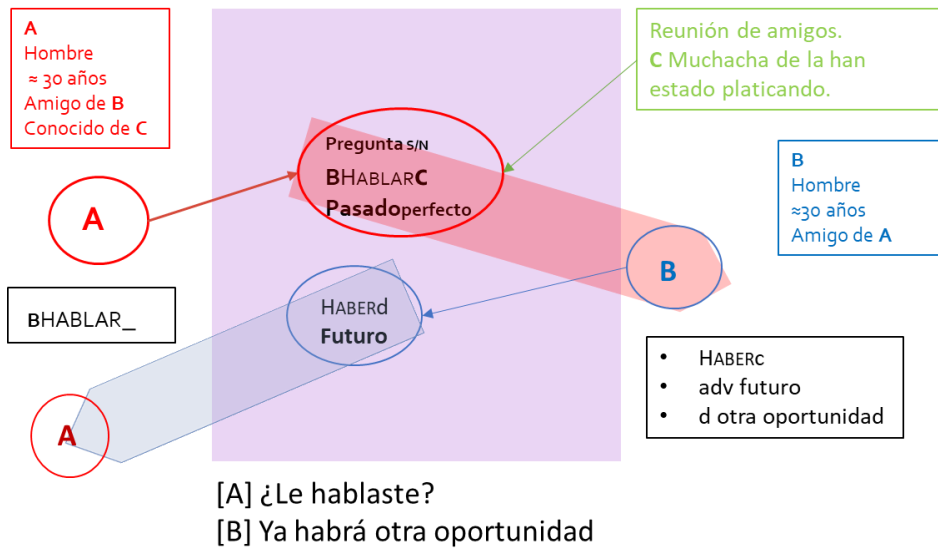 A
Hombre
≈ 30 años
Amigo de B
Conocido de C
Reunión de amigos.
C Muchacha de la han
estado platicando.
Pregunta S/N
BHABLARC
Pasadoperfecto
A
B
Hombre
≈30 años
Amigo de A
B
BHABLAR_
HABERd
Futuro
• HABERc
• adv futuro
• d otra oportunidad
A
[A] ¿Le hablaste?
[B] Ya habrá otra oportunidad